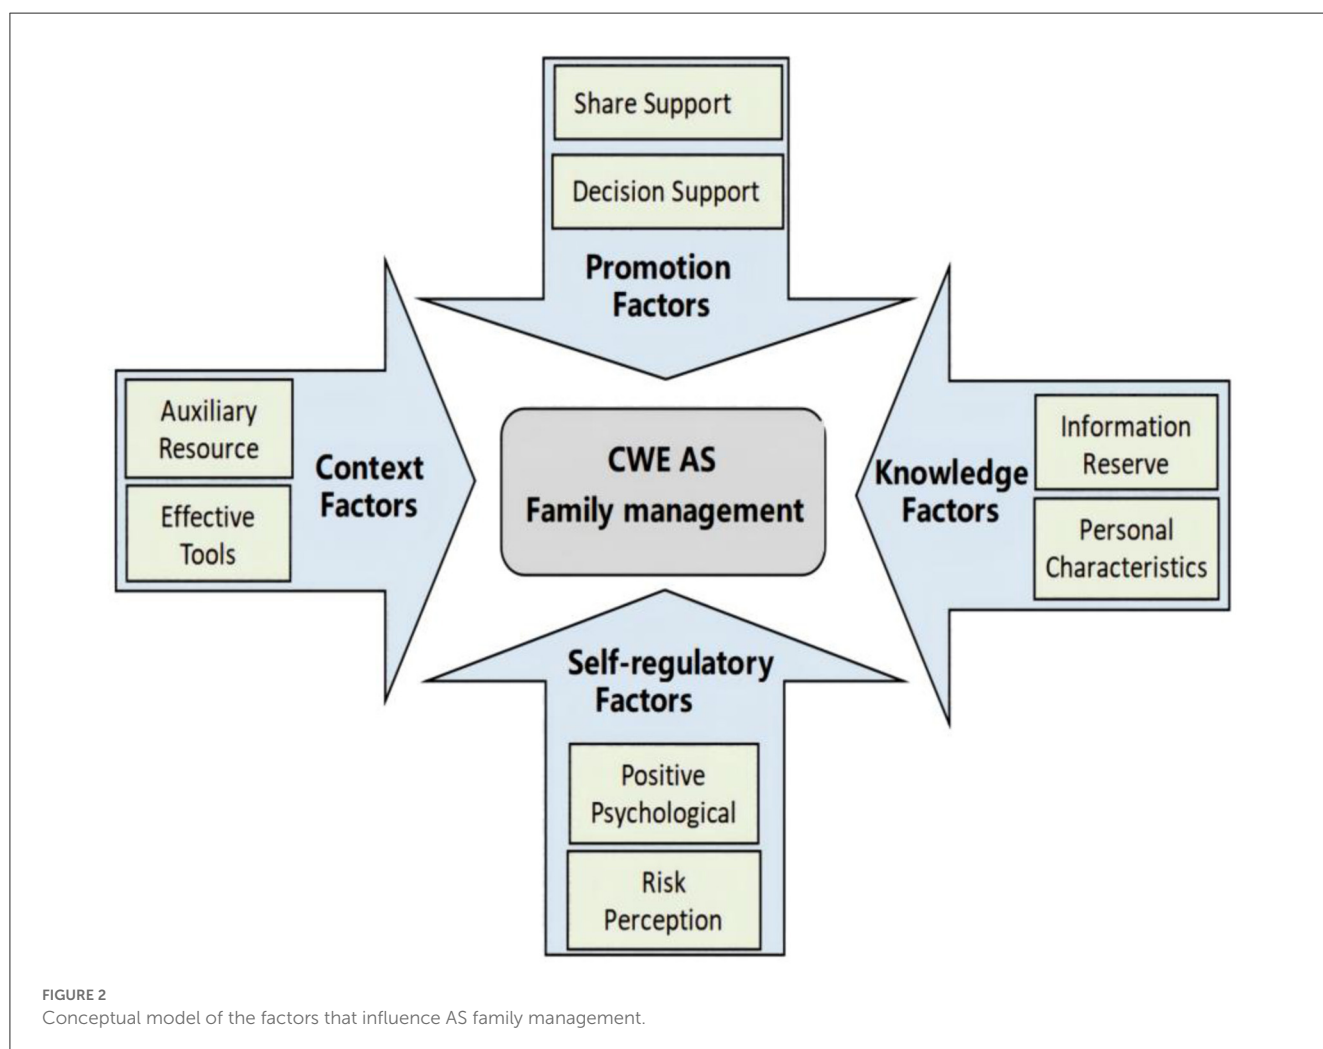 Share Support
Decision Support
Promotion
Factors
Auxiliary
Resource
Effective
Tools
Context
Factors
CWE AS
Family management
Knowledge
Factors
Information
Reserve
Personal
Characteristics
Self-regulatory
Factors
Positive
Psychological
Risk
Perception
FIGURE 2
Conceptual model of the factors that influence AS family management.